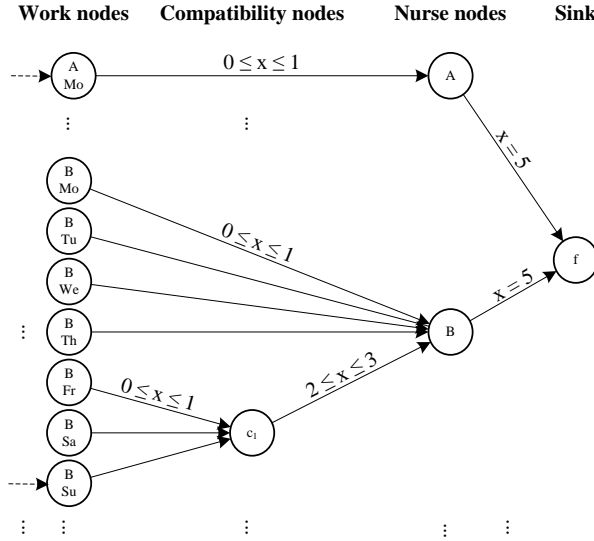 Work nodes Compatibility nodes Nurse nodes Sink
A
Mo
0 ≤ x ≤ 1
A
x = 5
B
Mo
0 ≤ x ≤ 1
B
Tu
B
We
f
x = 5
B
Th
B
2 ≤ x ≤ 3
B
Fr
0 ≤ x ≤ 1
B
Sa
c₁
B
Su